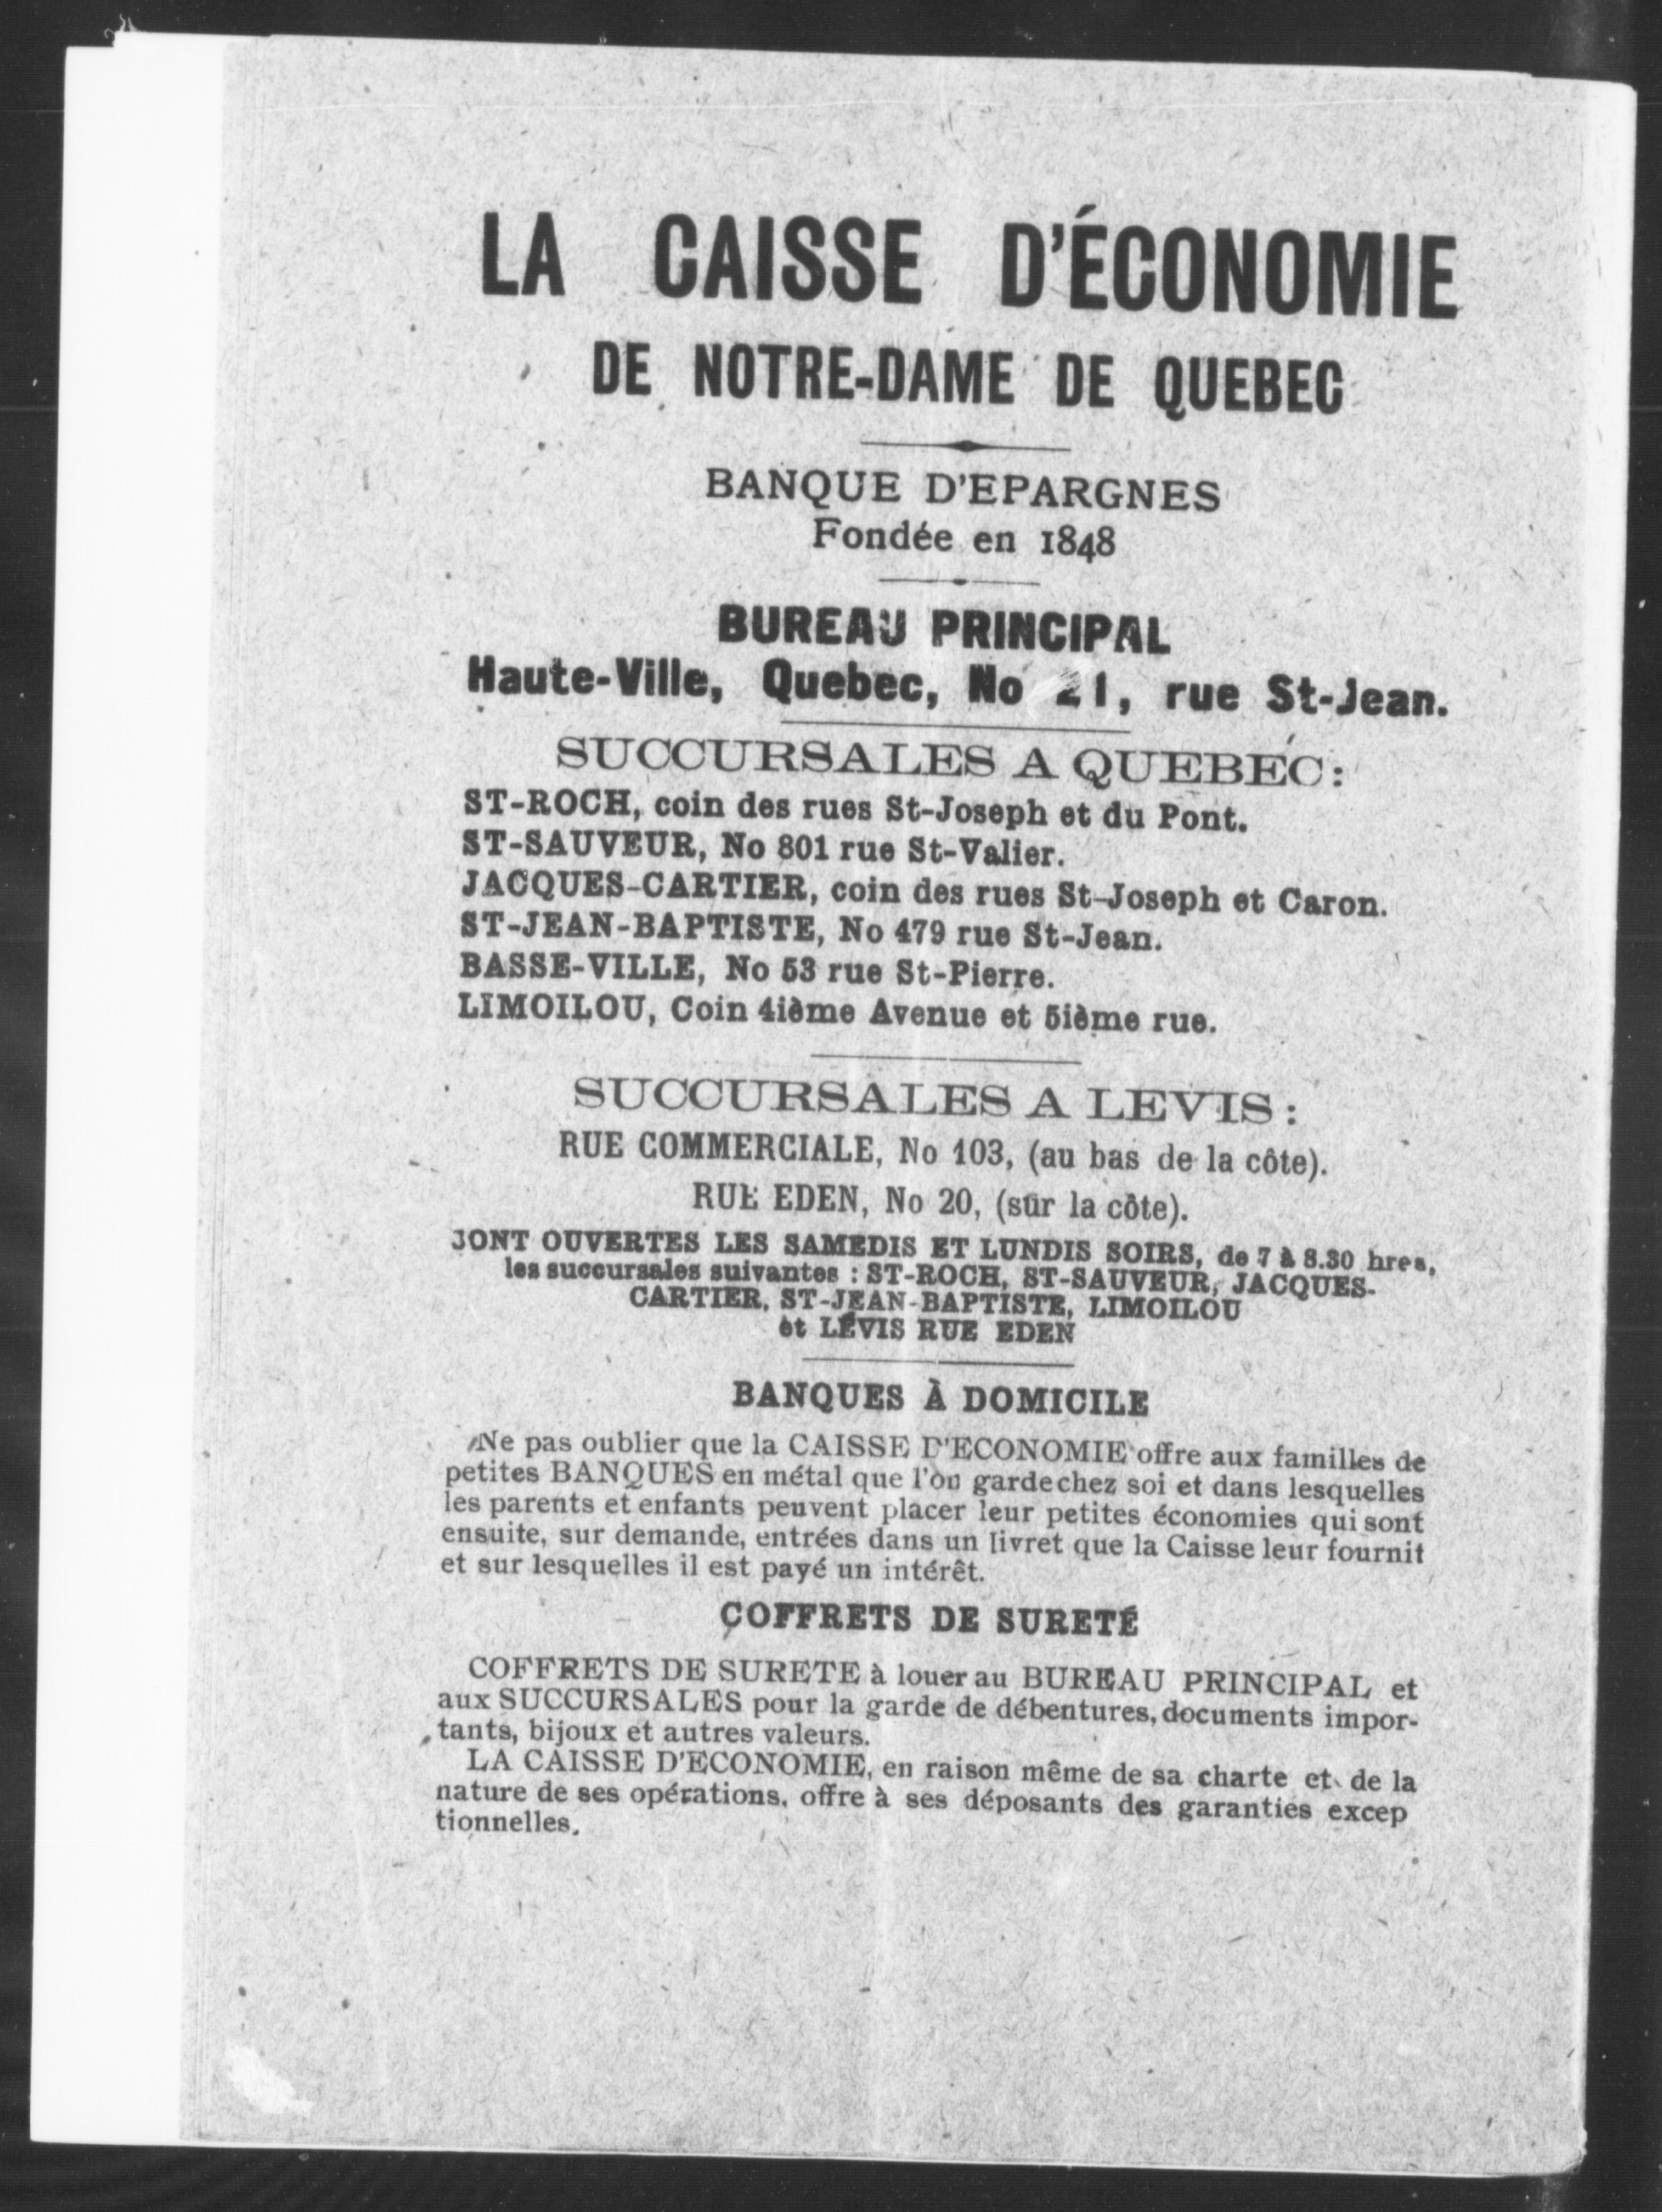 LA CAISSE D'ÉCONOMIE
DE NOTRE-DAME DE QUEBEC
BANQUE D'EPARGNES
Fondée en 1848
BUREAU PRINCIPAL
Haute-Ville, Quebec, No 21, rue St-Jean.
SUCCURSALES A QUEBEC:
ST-ROCH, coin des rues St-Joseph et du Pont.
ST-SAUVEUR, No 801 rue St-Valier.
JACQUES-CARTIER, coin des rues St-Joseph et Caron.
ST-JEAN-BAPTISTE, No 479 rue St-Jean.
BASSE-VILLE, No 53 rue St-Pierre.
LIMOILOU, Coin 4ième Avenue et 5ième rue.
SUCCURSALES A LEVIS:
RUE COMMERCIALE, No 103, (au bas de la côte).
RUE EDEN, No 20, (sur la côte).
SONT OUVERTES LES SAMEDIS ET LUNDIS SOIRS, de 7 à 8.30 hres,
les succursales suivantes : ST-ROCH, ST-SAUVEUR, JACQUES-
CARTIER, ST-JEAN-BAPTISTE, LIMOILOU
et LÉVIS RUE EDEN
BANQUES À DOMICILE
Ne pas oublier que la CAISSE D'ECONOMIE offre aux familles de
petites BANQUES en métal que l'on garde chez soi et dans lesquelles
les parents et enfants peuvent placer leur petites économies qui sont
ensuite, sur demande, entrées dans un livret que la Caisse leur fournit
et sur lesquelles il est payé un intérêt.
COFFRETS DE SURETÉ
COFFRETS DE SURETE à louer au BUREAU PRINCIPAL et
aux SUCCURSALES pour la garde de débentures, documents impor-
tants, bijoux et autres valeurs.
LA CAISSE D'ECONOMIE, en raison même de sa charte et de la
nature de ses opérations, offre à ses déposants des garanties excep
tionnelles.